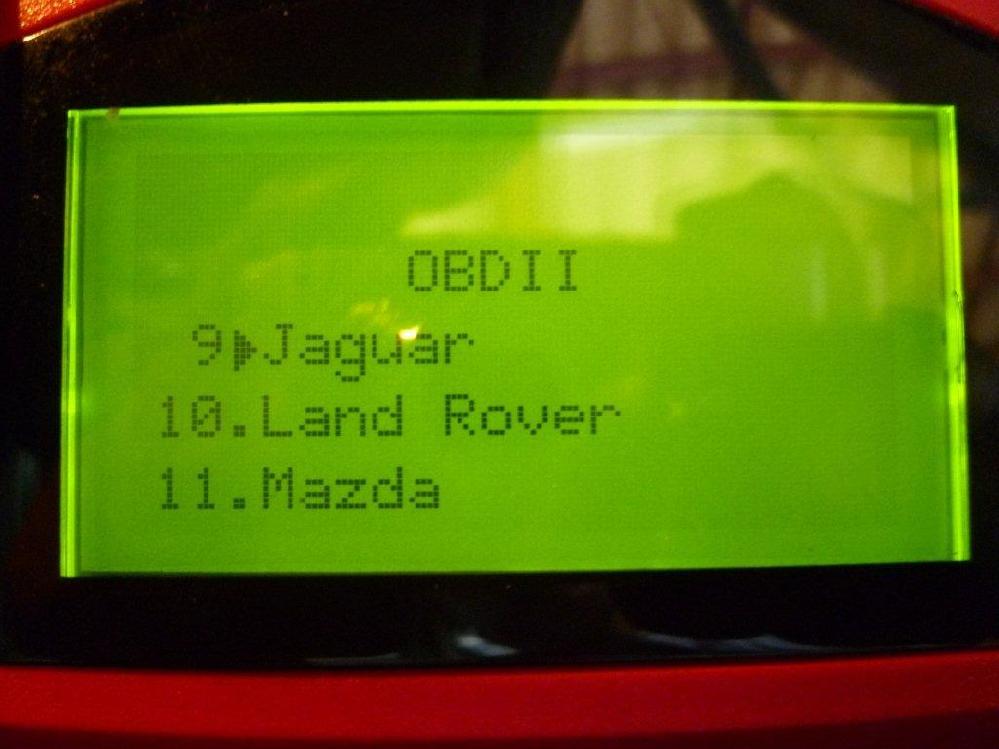 OBDII
9▶Jaguar
10.Land Rover
11.Mazda